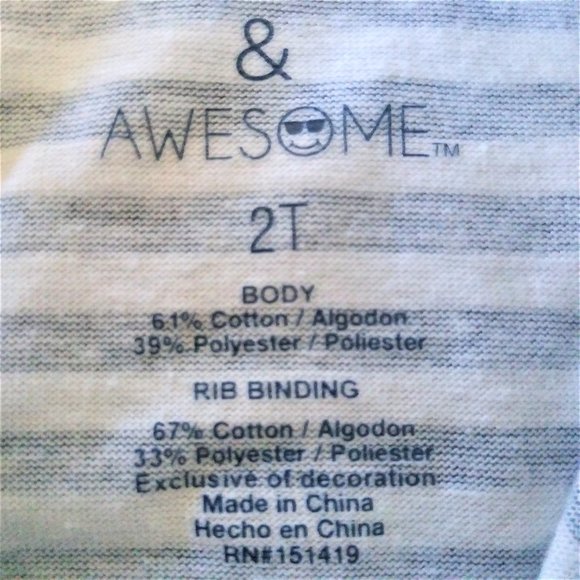 &
AWESOME™
2T
BODY
61% Cotton / Algodon
39% Polyester / Poliester
RIB BINDING
67% Cotton / Algodon
33% Polyester / Poliester
Exclusive of decoration
Made in China
Hecho en China
RN#151419